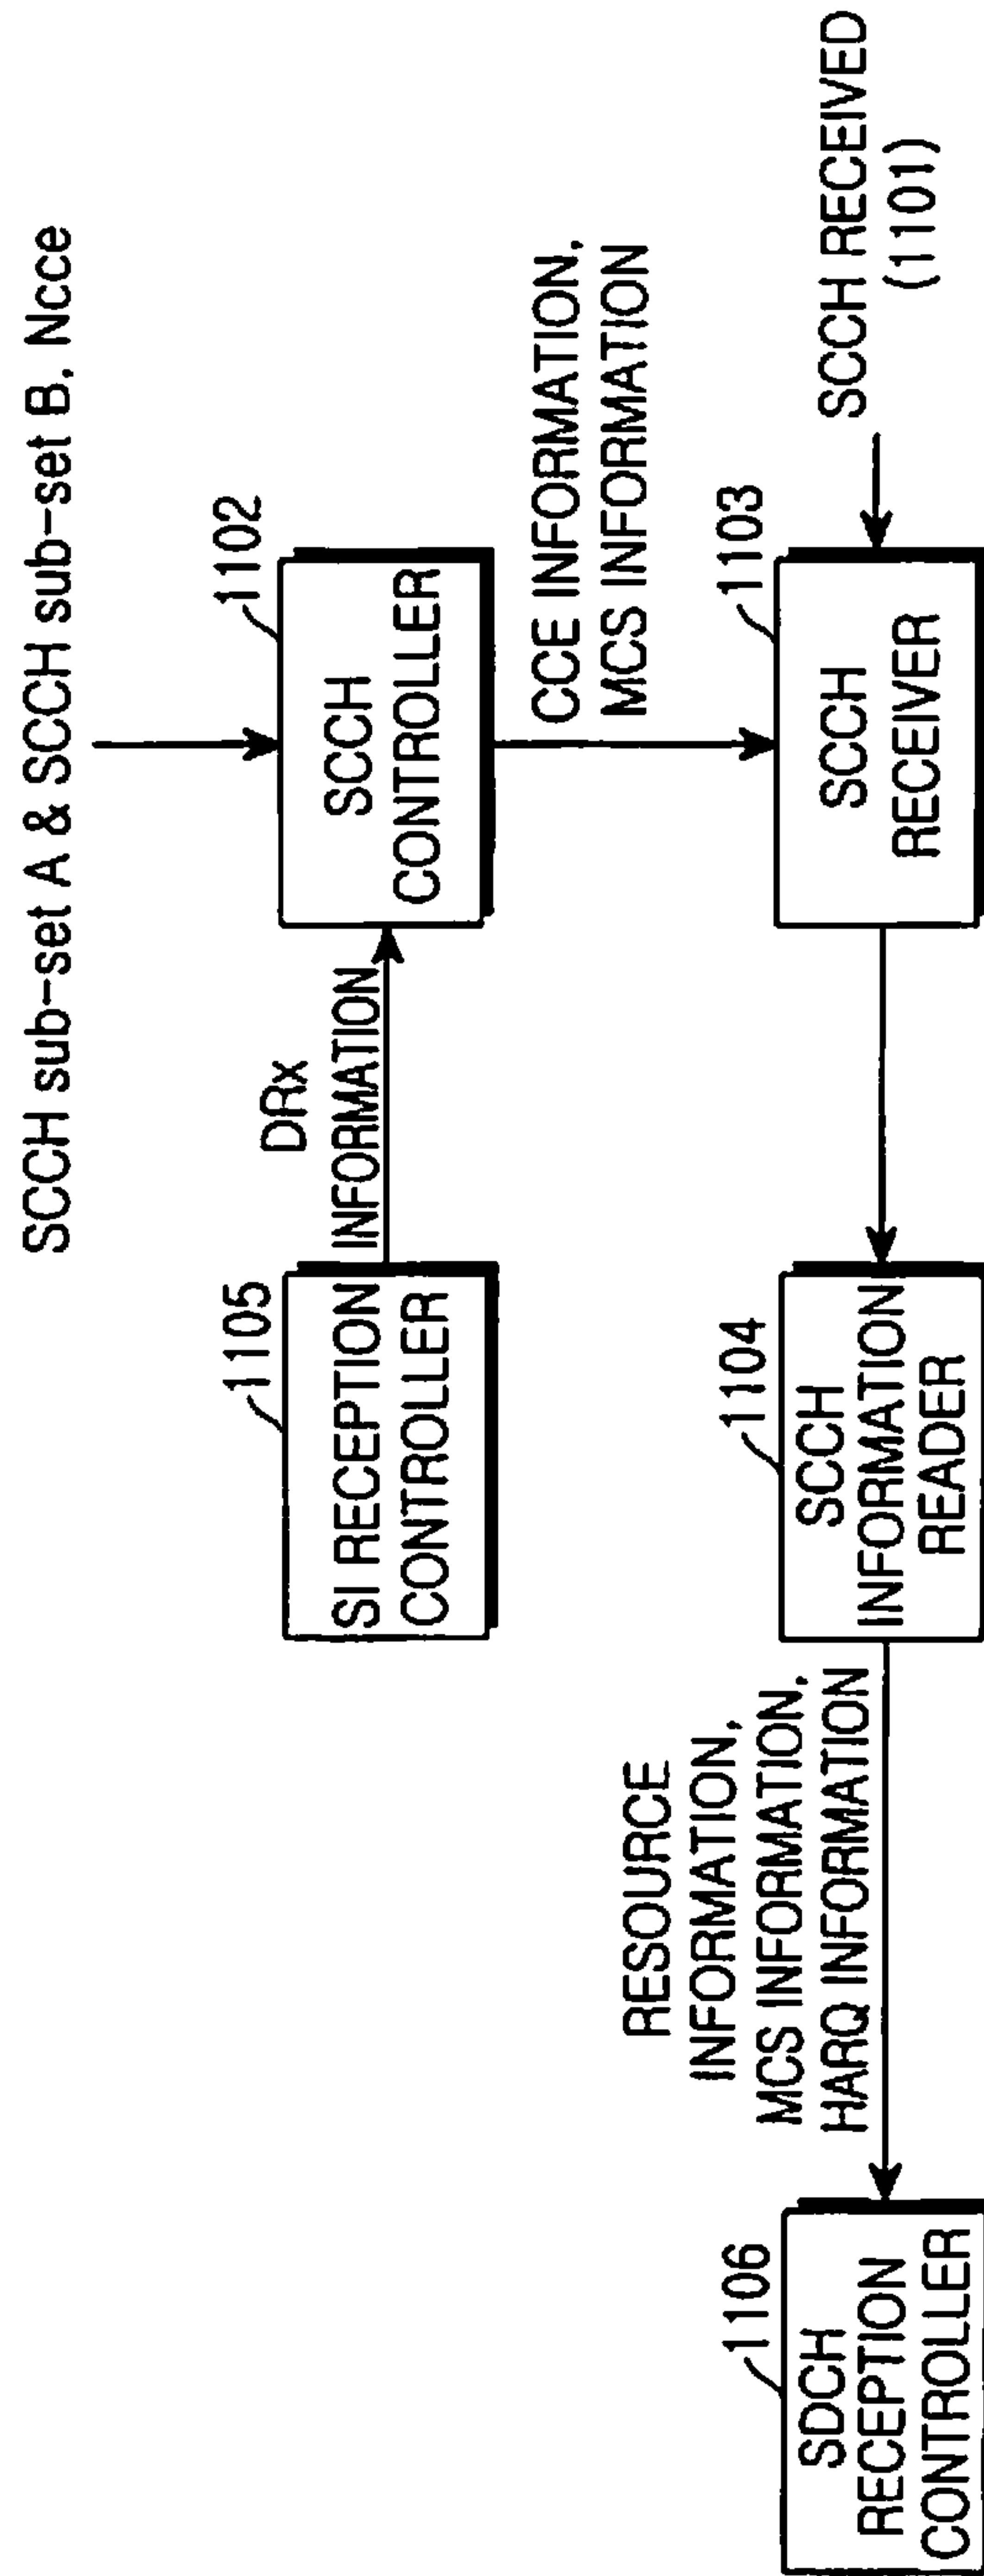 SCCH sub-set A & SCCH sub-set B, Ncce
1105
SI RECEPTION
CONTROLLER
DRx
INFORMATION
1102
SCCH
CONTROLLER
CCE INFORMATION,
MCS INFORMATION
1106
SDCH
RECEPTION
CONTROLLER
RESOURCE
INFORMATION,
MCS INFORMATION,
HARQ INFORMATION
1104
SCCH
INFORMATION
READER
1103
SCCH
RECEIVER
SCCH RECEIVED
(1101)